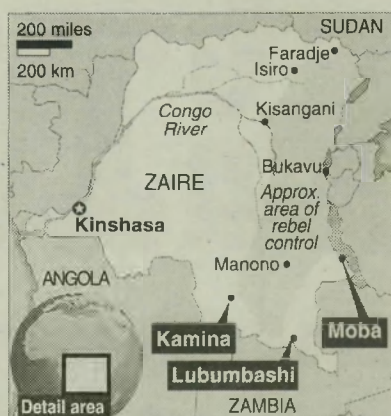 200 miles
200 km
SUDAN
Faradje
Isiro
Congo
River
Kisangani
Bukavu
ZAIRE
Approx.
area of
rebel
control
Kinshasa
Manono
ANGOLA
Kamina
Moba
Lubumbashi
Detail area
ZAMBIA